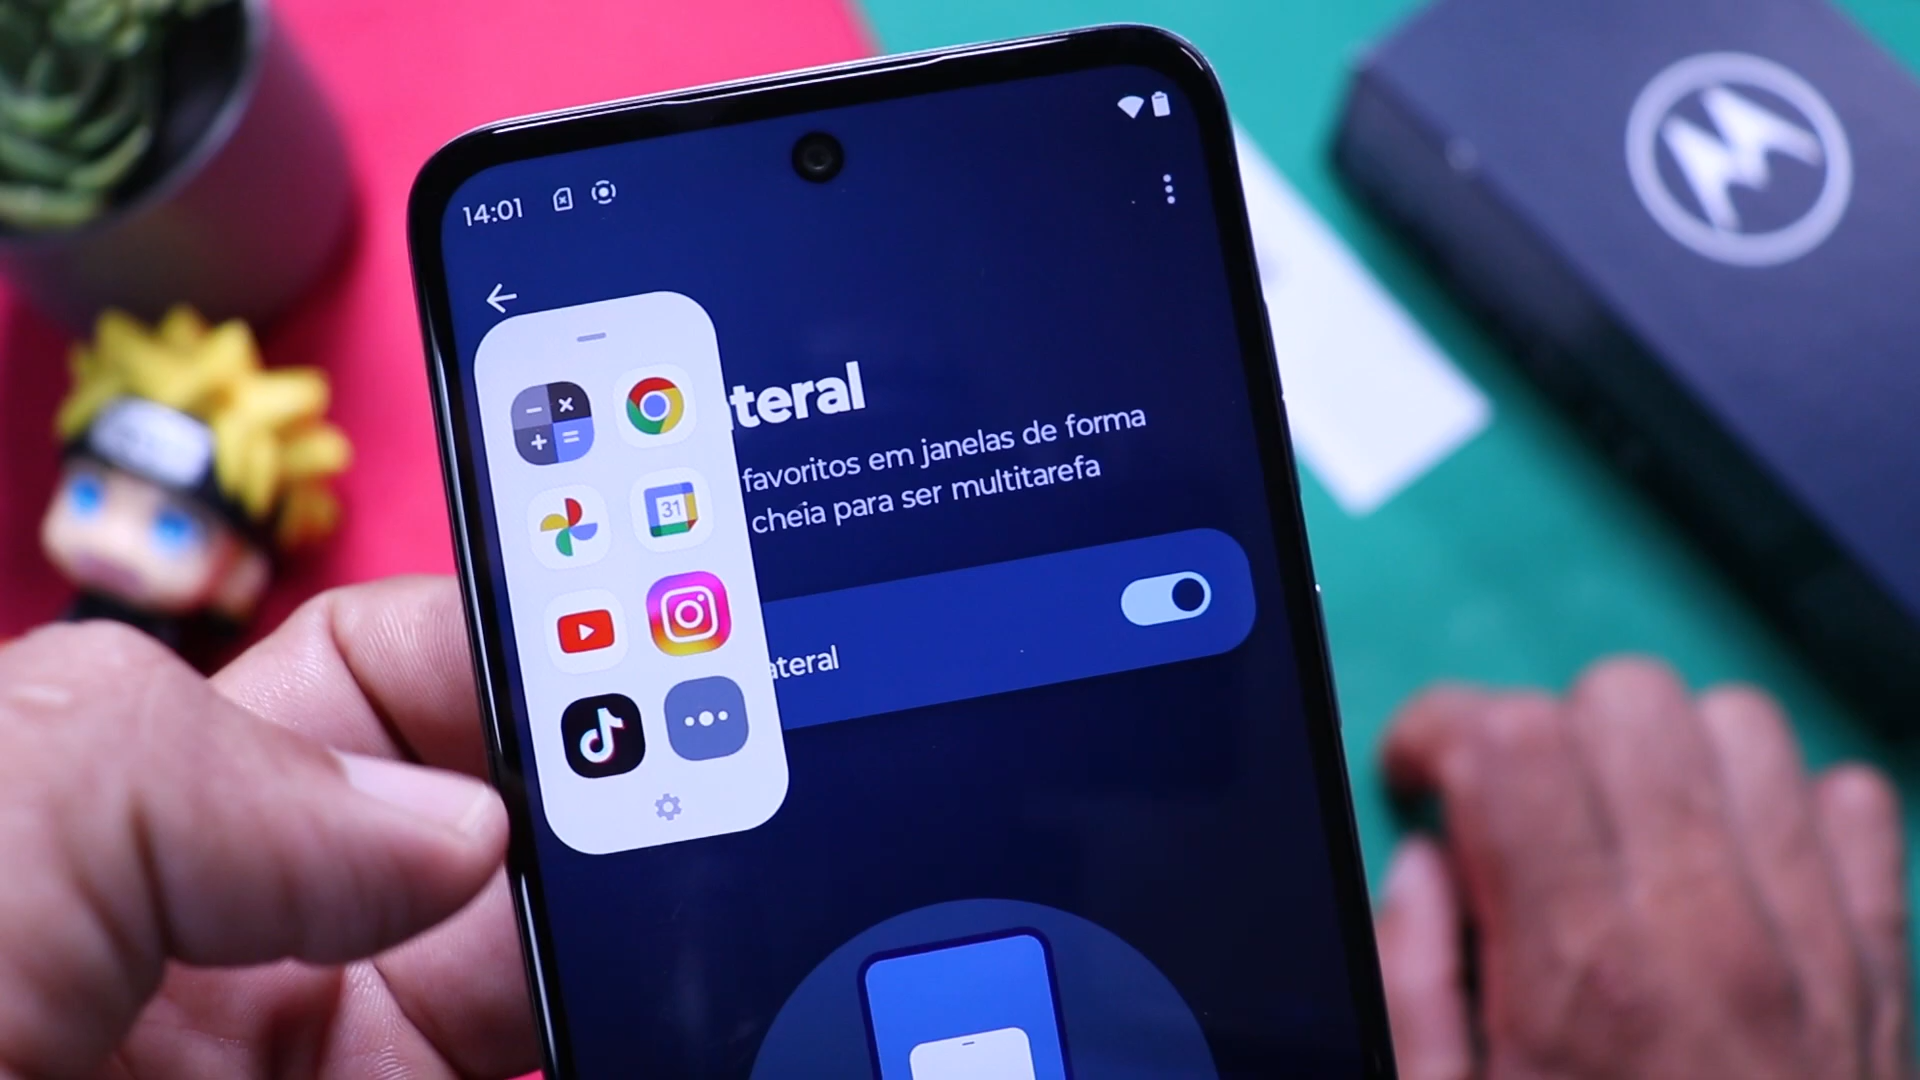 14:01
teral
favoritos em janelas de forma
cheia para ser multitarefa
ateral
31